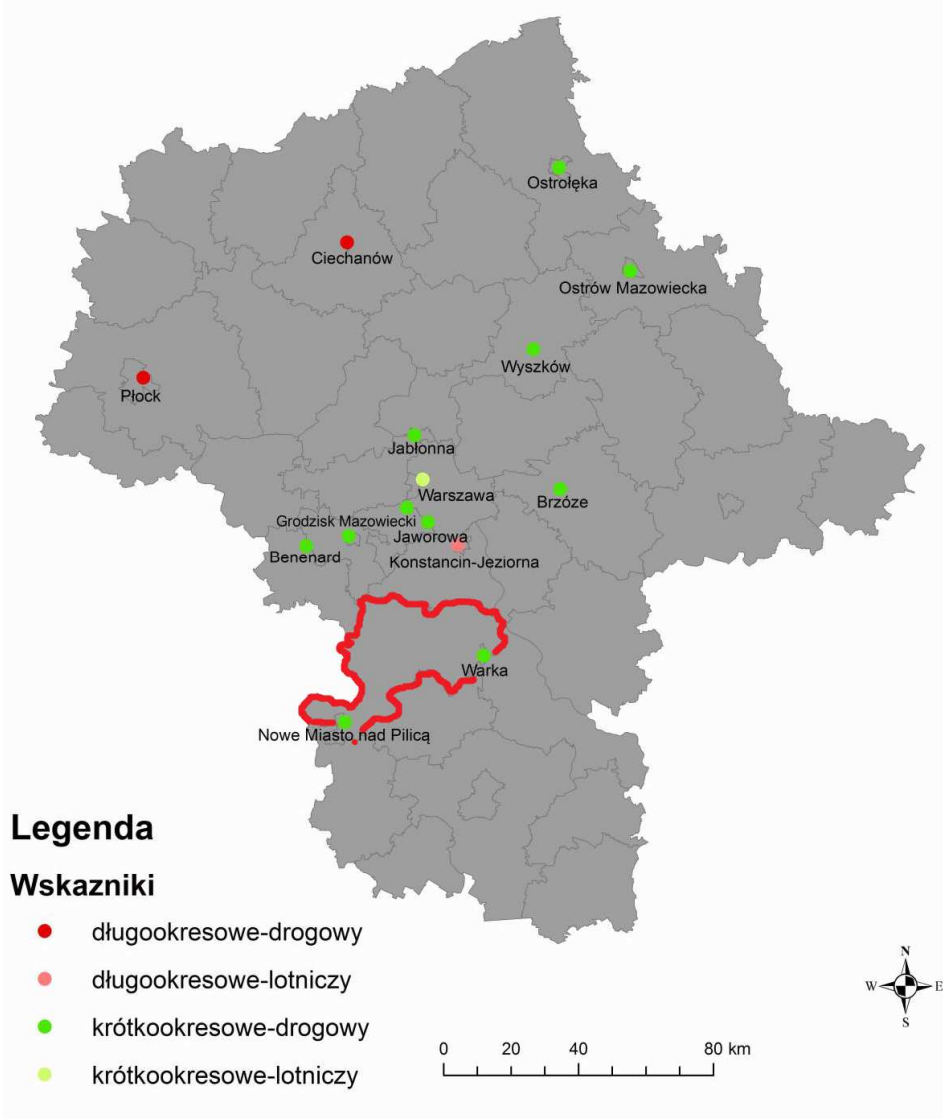 Ostrołęka
Ciechanów
Ostrów Mazowiecka
Wyszków
Płock
Jabłonna
Warszawa
Brzóze
Grodzisk Mazowiecki
Jaworowa
Benenard
Konstancin-Jeziorna
Warka
Nowe Miasto nad Pilicą
Legenda
Wskazniki
długookresowe-drogowy
długookresowe-lotniczy
krótkookresowe-drogowy
krótkookresowe-lotniczy
N
W E
S
0 20 40 80 km